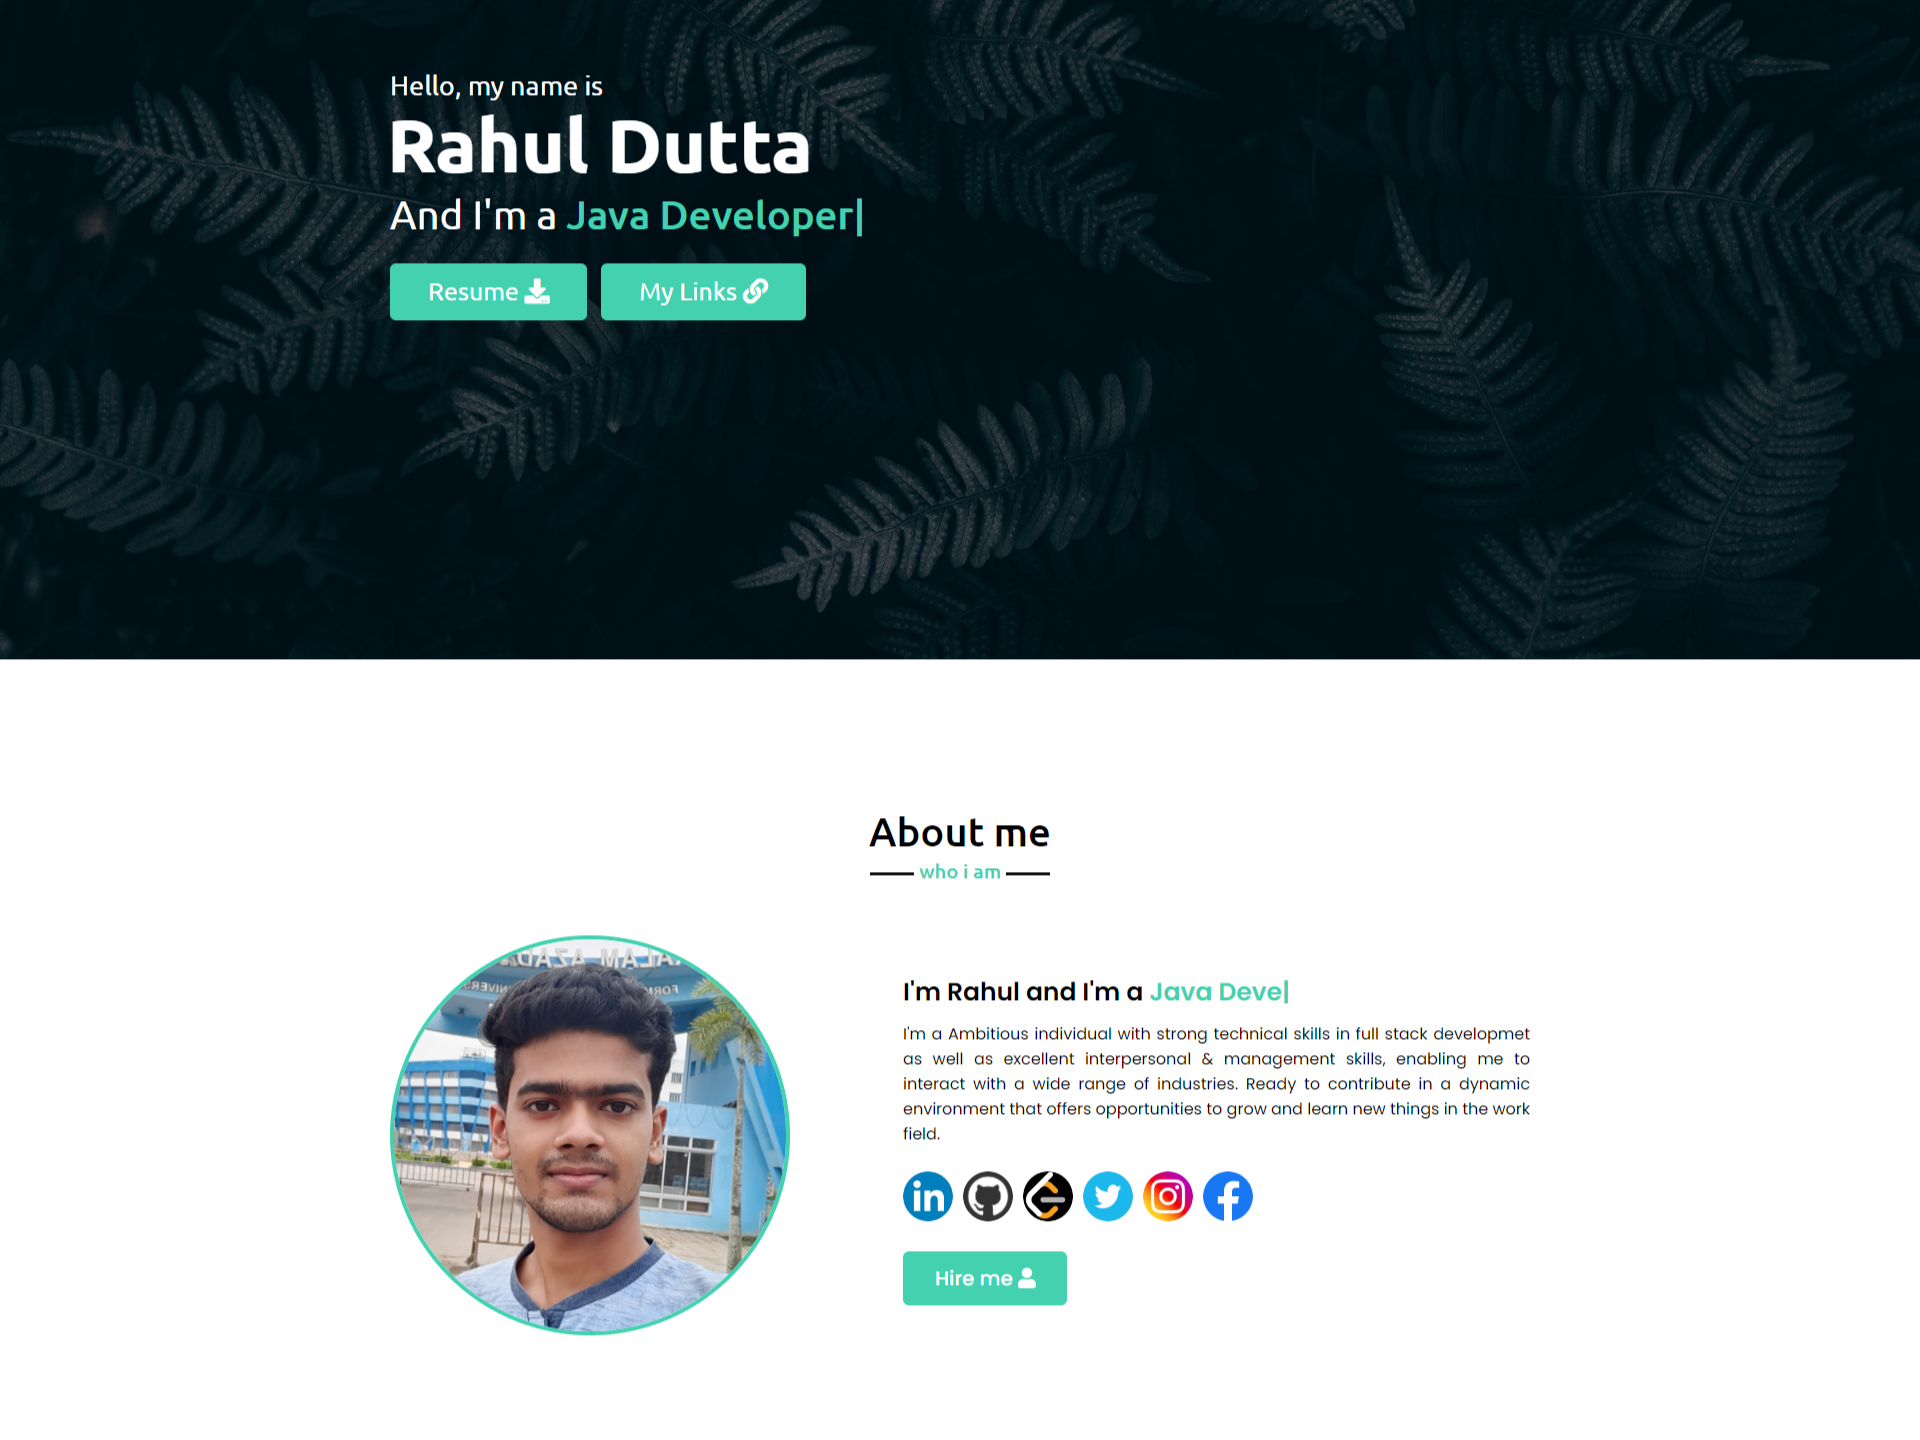 Hello, my name is
Rahul Dutta
And I'm a Java Developer|
Resume
My Links
About me
who i am
I'm Rahul and I'm a Java Deve|
I'm a Ambitious individual with strong technical skills in full stack developmet
as well as excellent interpersonal & management skills, enabling me to
interact with a wide range of industries. Ready to contribute in a dynamic
environment that offers opportunities to grow and learn new things in the work
field.
in
Hire me